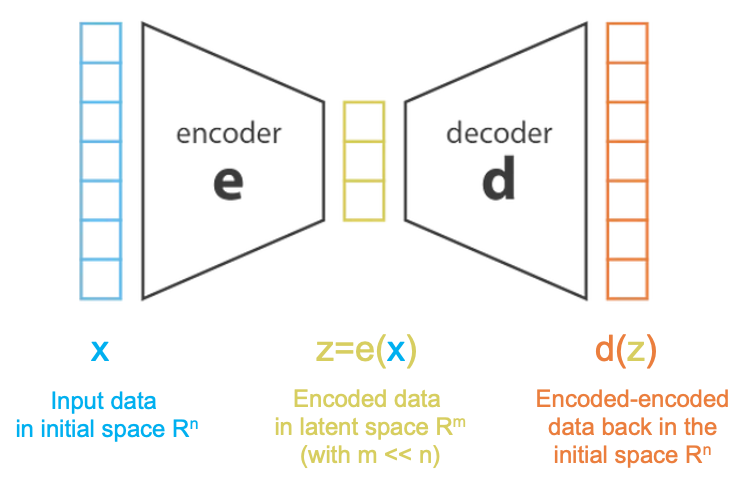 encoder
e
decoder
d
x
z=e(x)
d(z)
Input data
in initial space Rⁿ
Encoded data
in latent space Rᵐ
(with m << n)
Encoded-encoded
data back in the
initial space Rⁿ